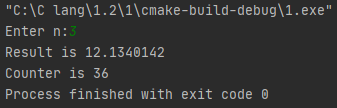 "C:\C lang\1.2\1\cmake-build-debug\1.exe"
Enter n:3
Result is 12.1340142
Counter is 36
Process finished with exit code 0